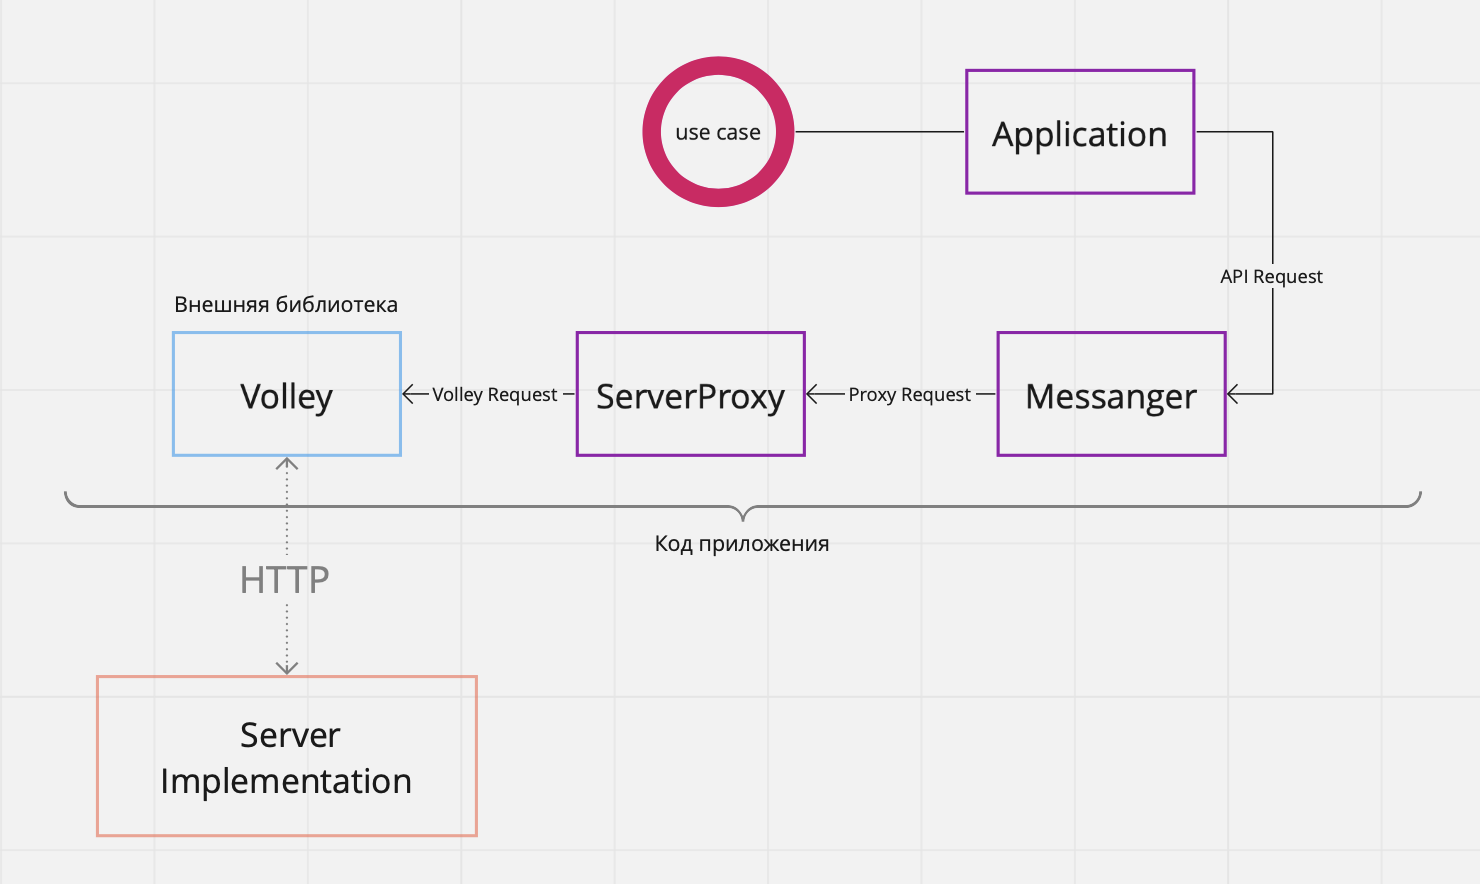 use case
Application
API Request
Внешняя библиотека
Volley
Volley Request
ServerProxy
Proxy Request
Messanger
Код приложения
HTTP
Server
Implementation